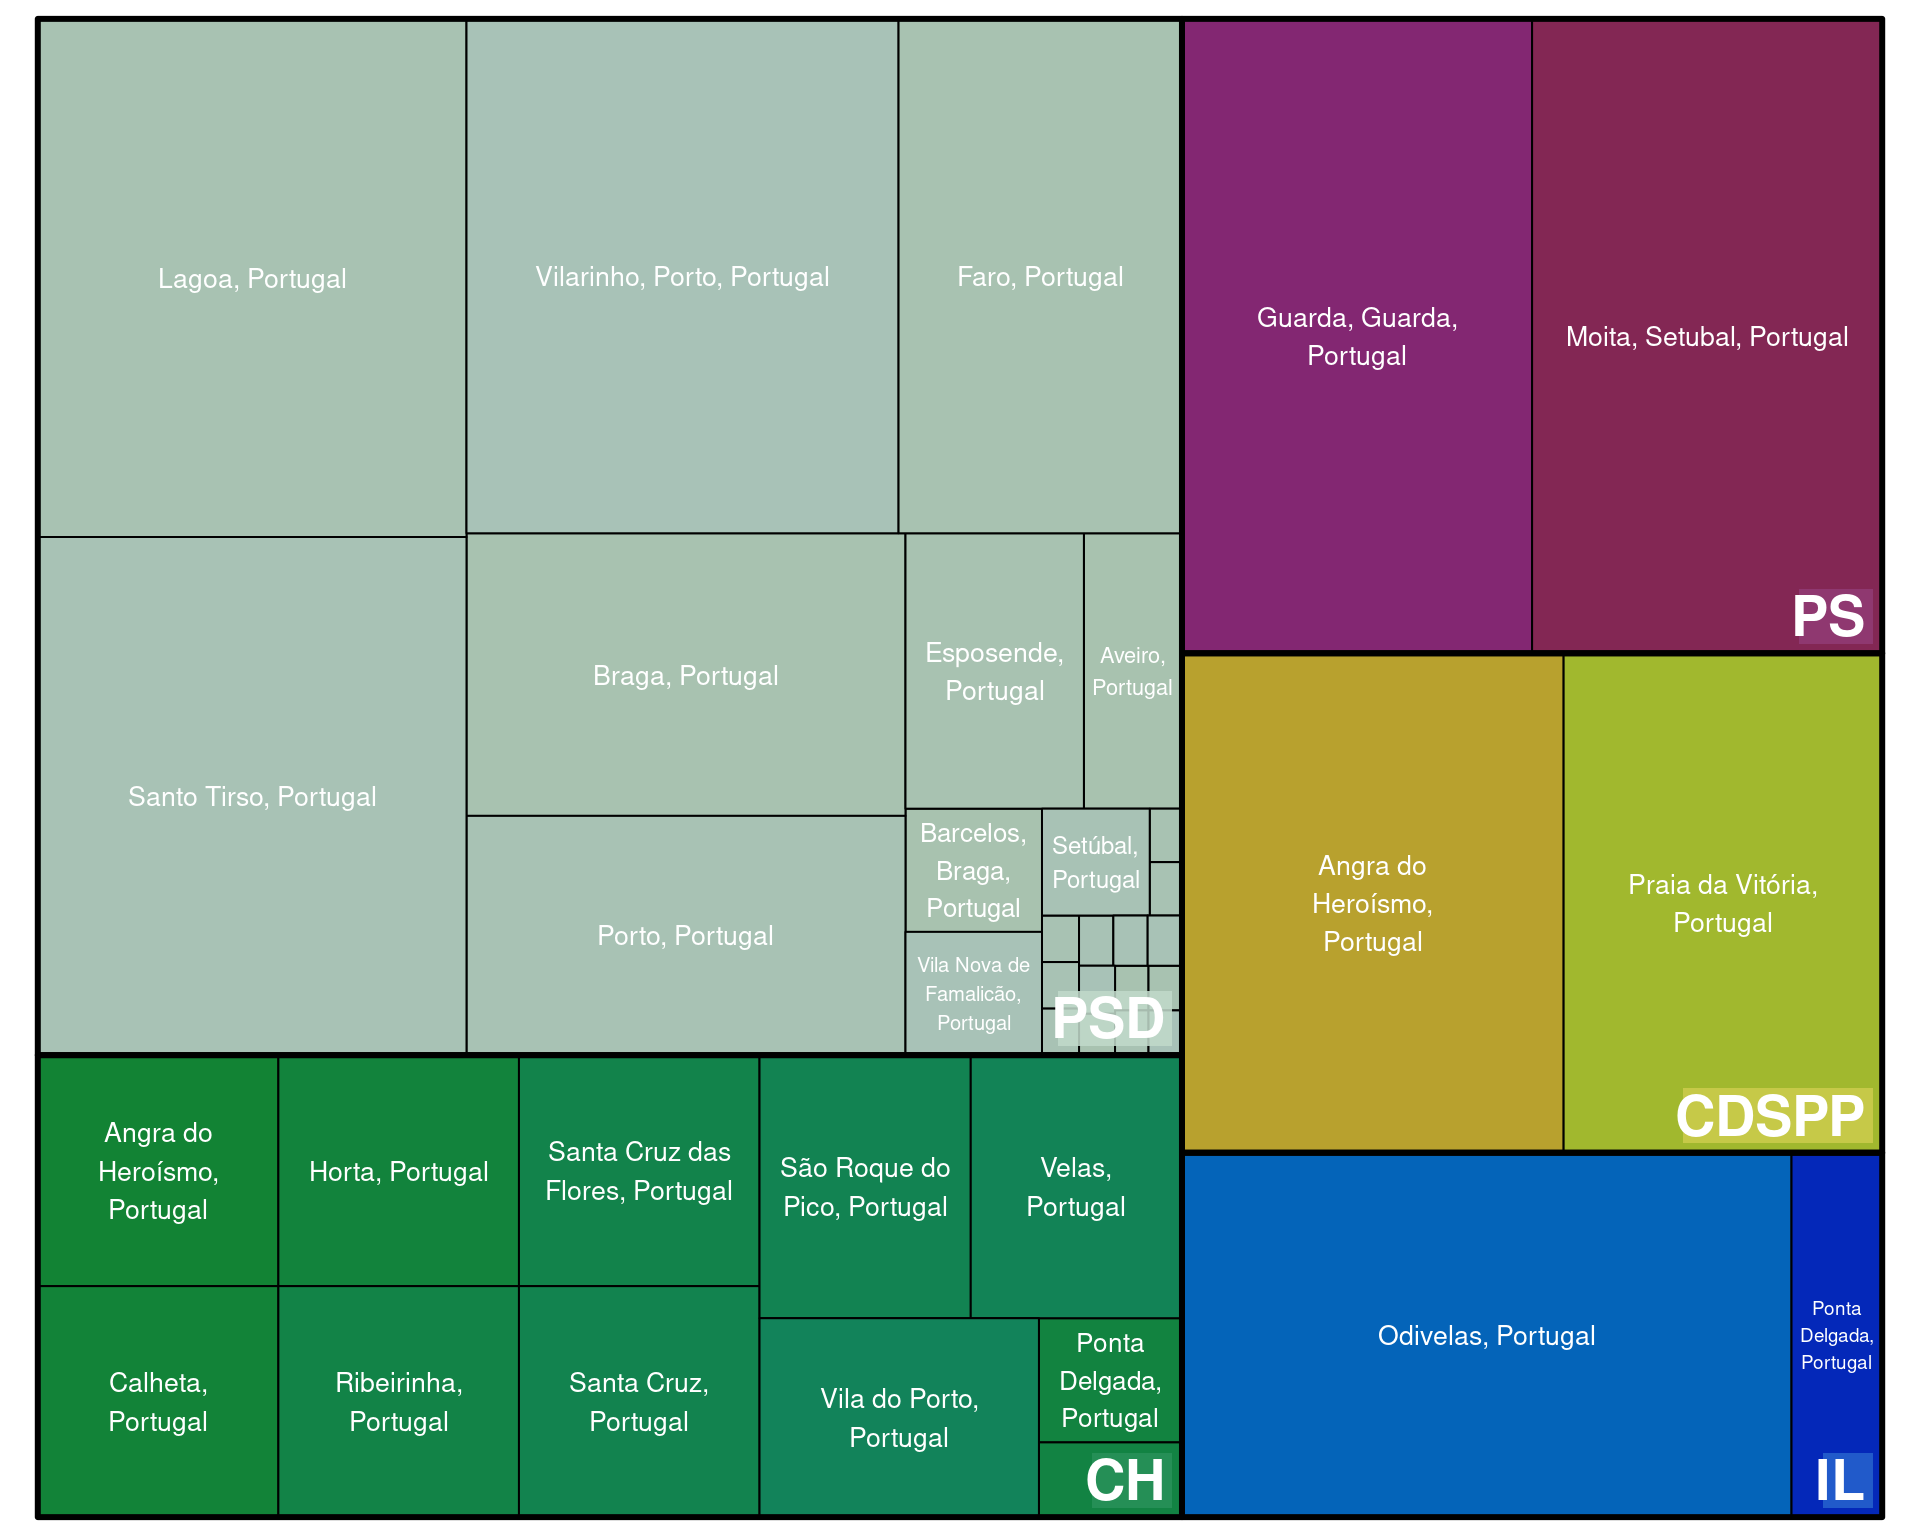 Lagoa, Portugal
Vilarinho, Porto, Portugal
Faro, Portugal
Santo Tirso, Portugal
Braga, Portugal
Esposende,
Portugal
Aveiro,
Portugal
Porto, Portugal
Barcelos,
Braga,
Portugal
Setúbal,
Portugal
Vila Nova de
Famalicão,
Portugal
PSD
Guarda, Guarda,
Portugal
Moita, Setubal, Portugal
PS
Angra do
Heroísmo,
Portugal
Praia da Vitória,
Portugal
CDSPP
Angra do
Heroísmo,
Portugal
Horta, Portugal
Santa Cruz das
Flores, Portugal
São Roque do
Pico, Portugal
Velas,
Portugal
Calheta,
Portugal
Ribeirinha,
Portugal
Santa Cruz,
Portugal
Vila do Porto,
Portugal
Ponta
Delgada,
Portugal
CH
Odivelas, Portugal
Ponta
Delgada,
Portugal
IL